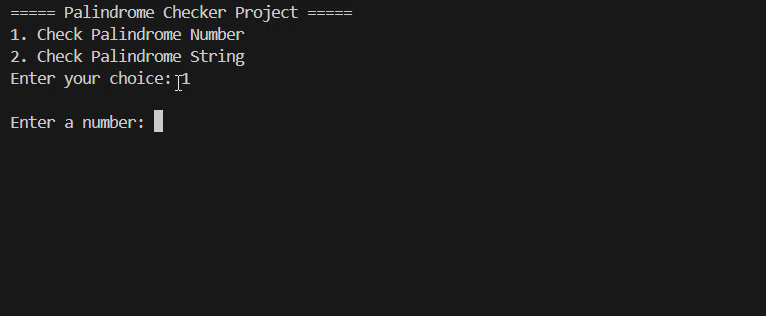 ===== Palindrome Checker Project =====
1. Check Palindrome Number
2. Check Palindrome String
Enter your choice: 1
Enter a number: